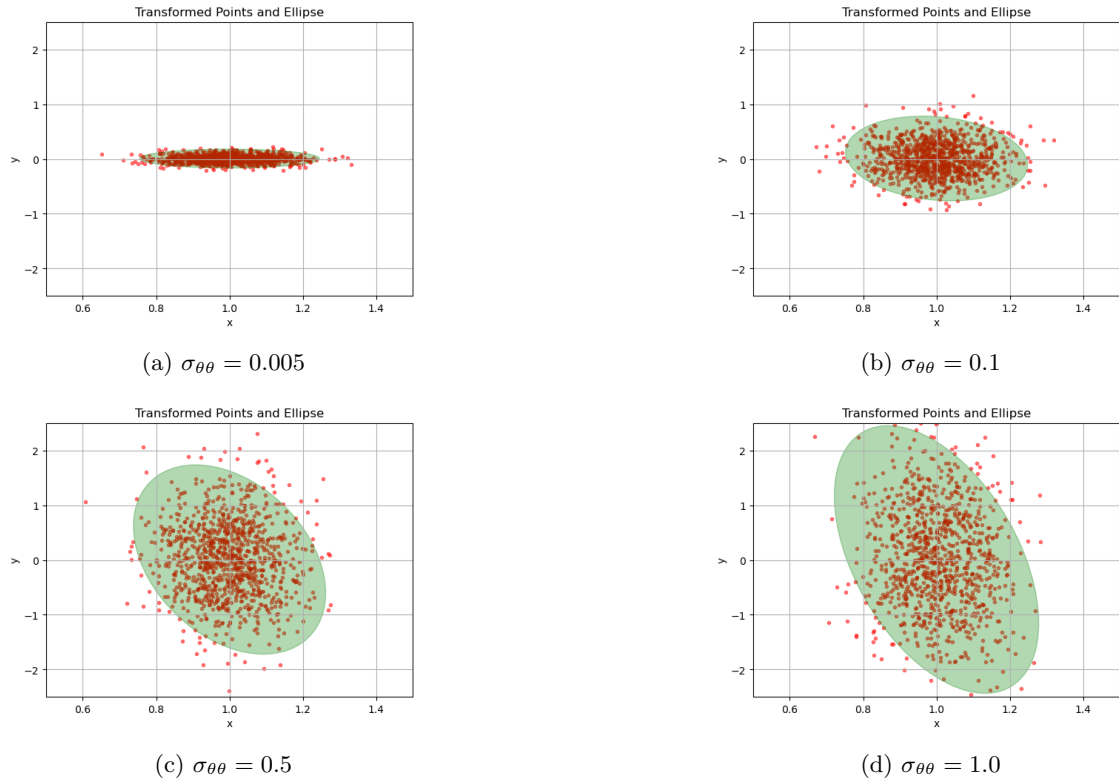 Transformed Points and Ellipse
2
1
0
−1
−2
y
0.6 0.8 1.0 1.2 1.4
x
(a) σθθ = 0.005
Transformed Points and Ellipse
2
1
0
−1
−2
y
0.6 0.8 1.0 1.2 1.4
x
(b) σθθ = 0.1
Transformed Points and Ellipse
2
1
0
−1
−2
y
0.6 0.8 1.0 1.2 1.4
x
(c) σθθ = 0.5
Transformed Points and Ellipse
2
1
0
−1
−2
y
0.6 0.8 1.0 1.2 1.4
x
(d) σθθ = 1.0